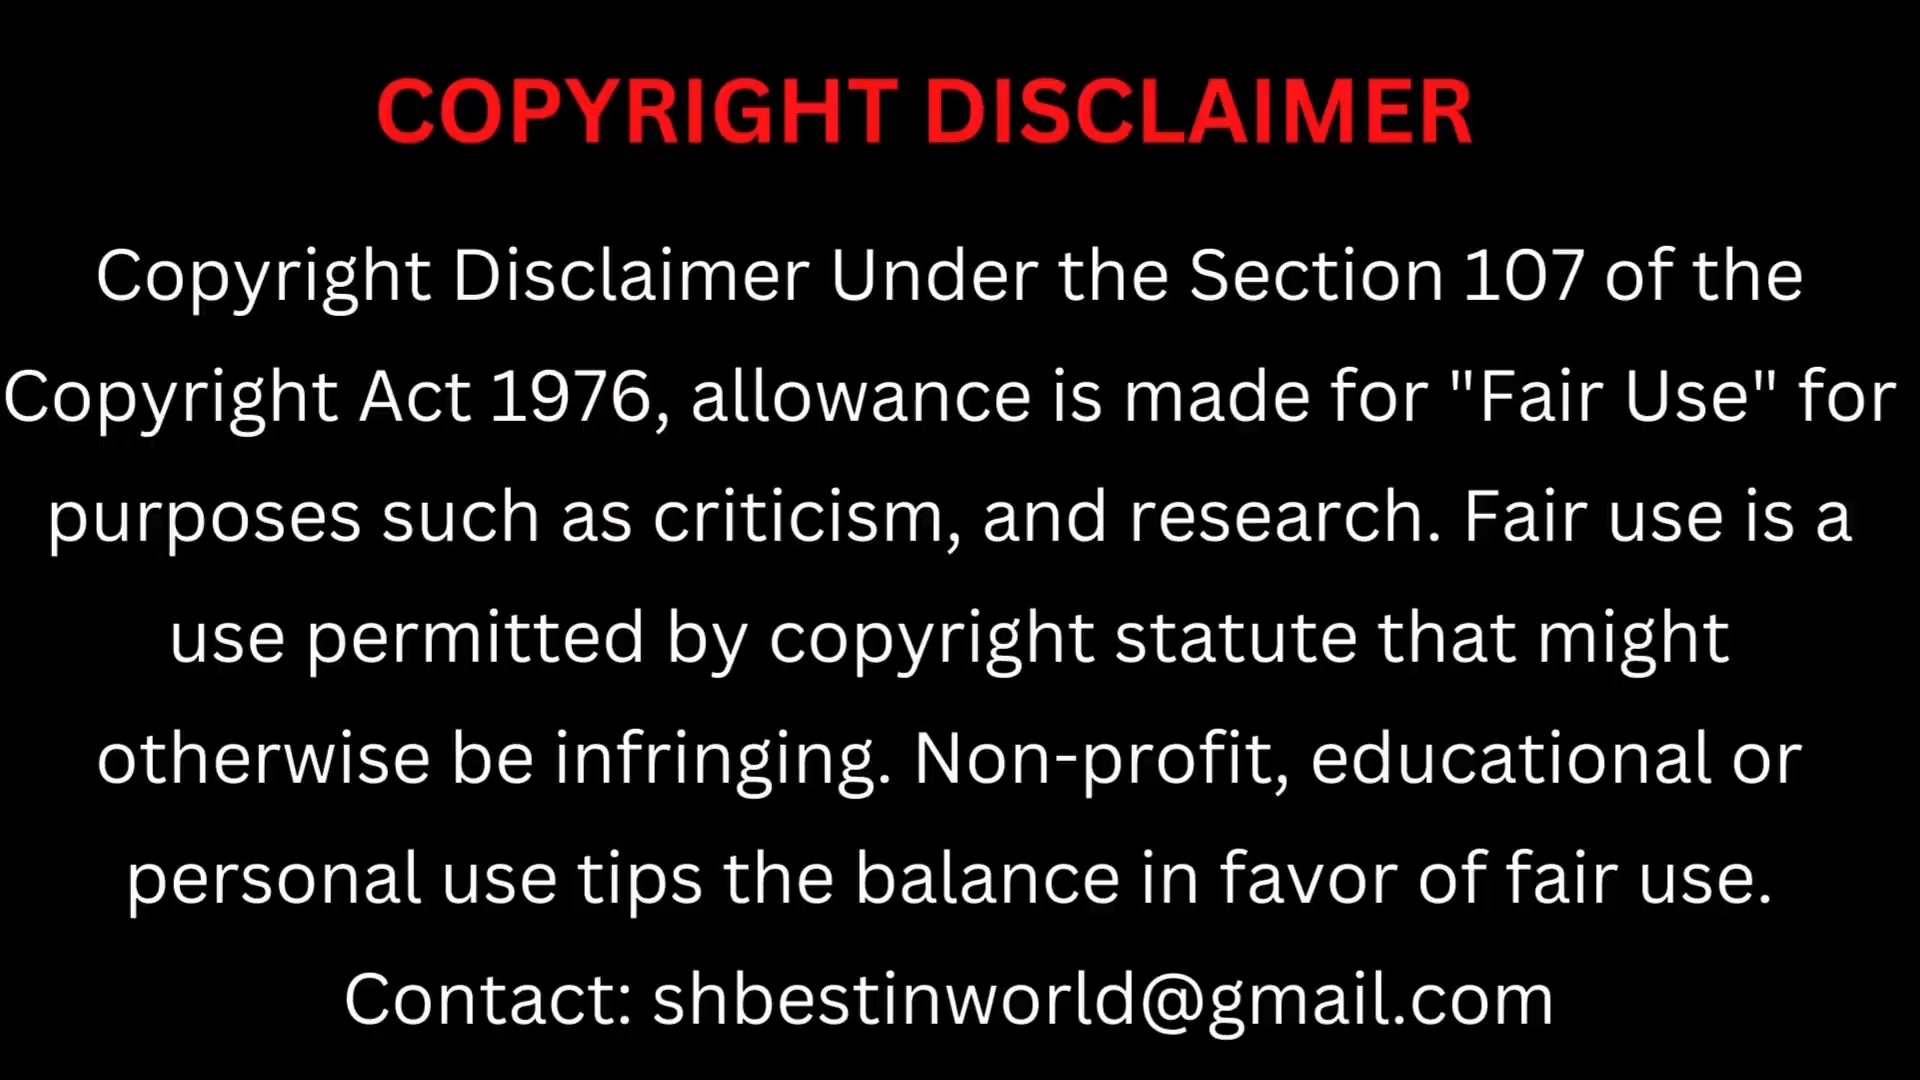 COPYRIGHT DISCLAIMER
Copyright Disclaimer Under the Section 107 of the
Copyright Act 1976, allowance is made for "Fair Use" for
purposes such as criticism, and research. Fair use is a
use permitted by copyright statute that might
otherwise be infringing. Non-profit, educational or
personal use tips the balance in favor of fair use.
Contact: shbestinworld@gmail.com